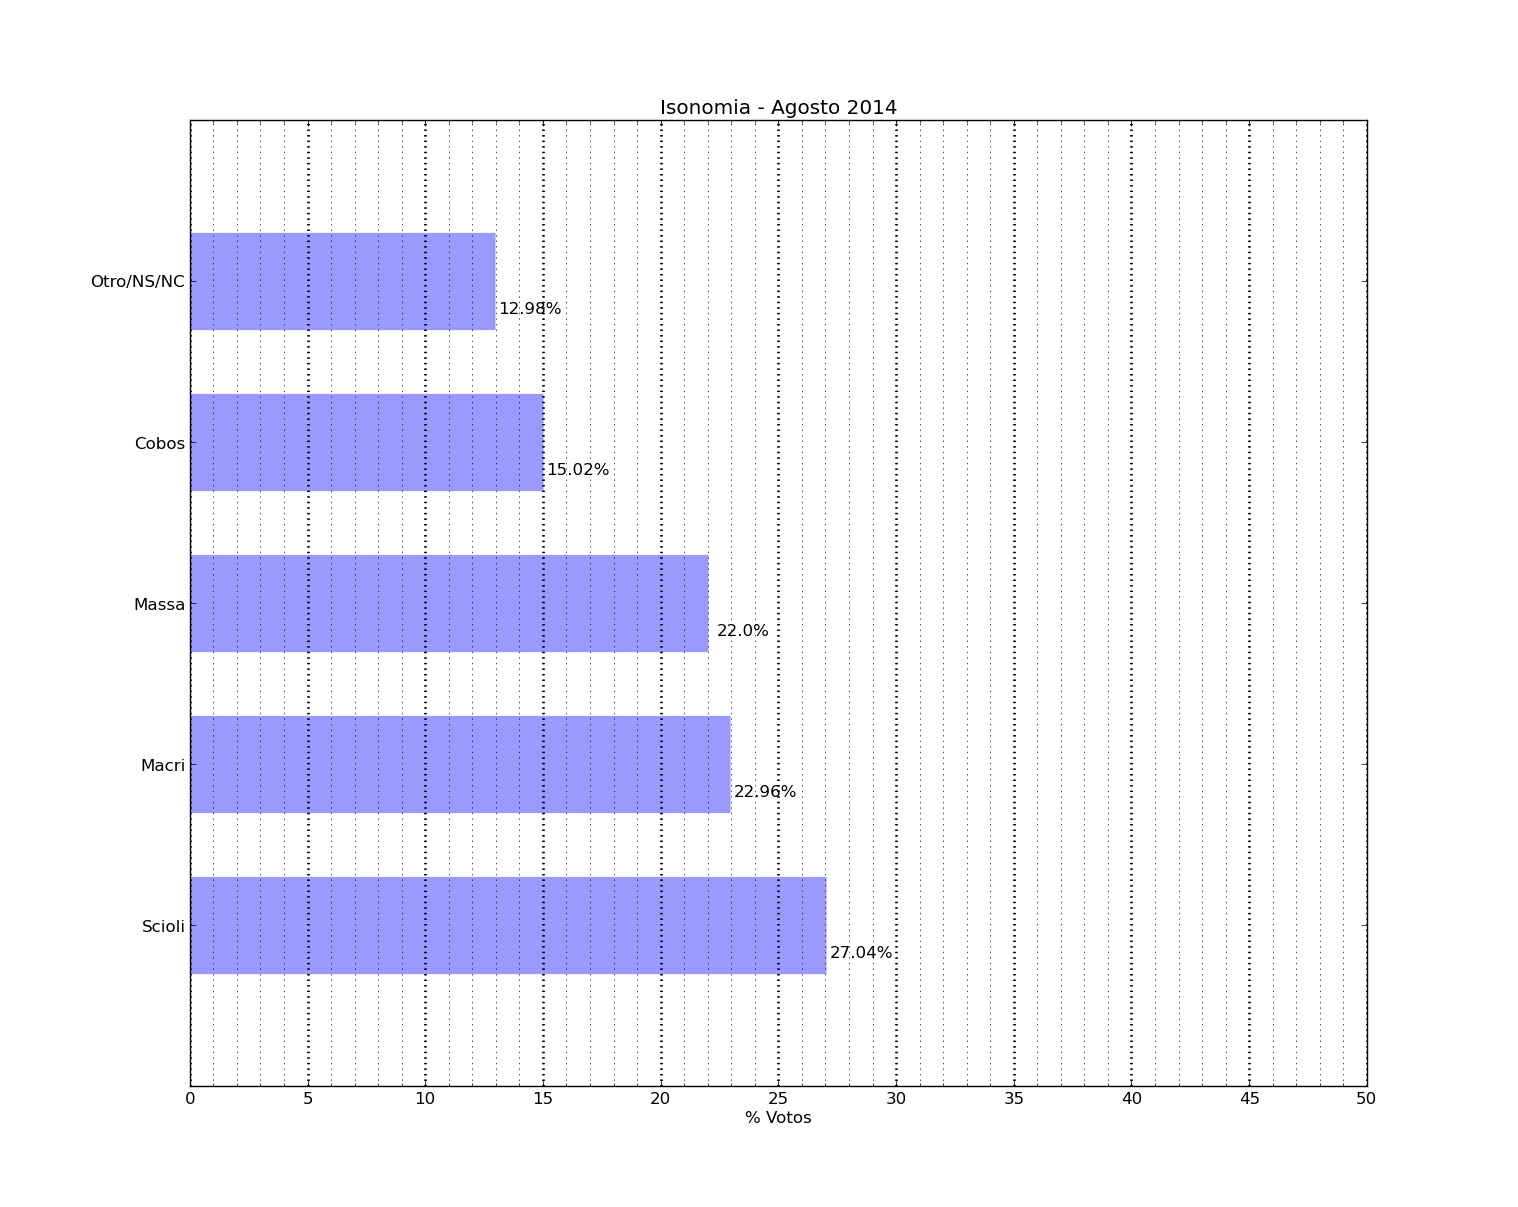 Isonomia - Agosto 2014
Otro/NS/NC
12.98%
Cobos
15.02%
Massa
22.0%
Macri
22.96%
Scioli
27.04%
0 5 10 15 20 25 30 35 40 45 50
% Votos